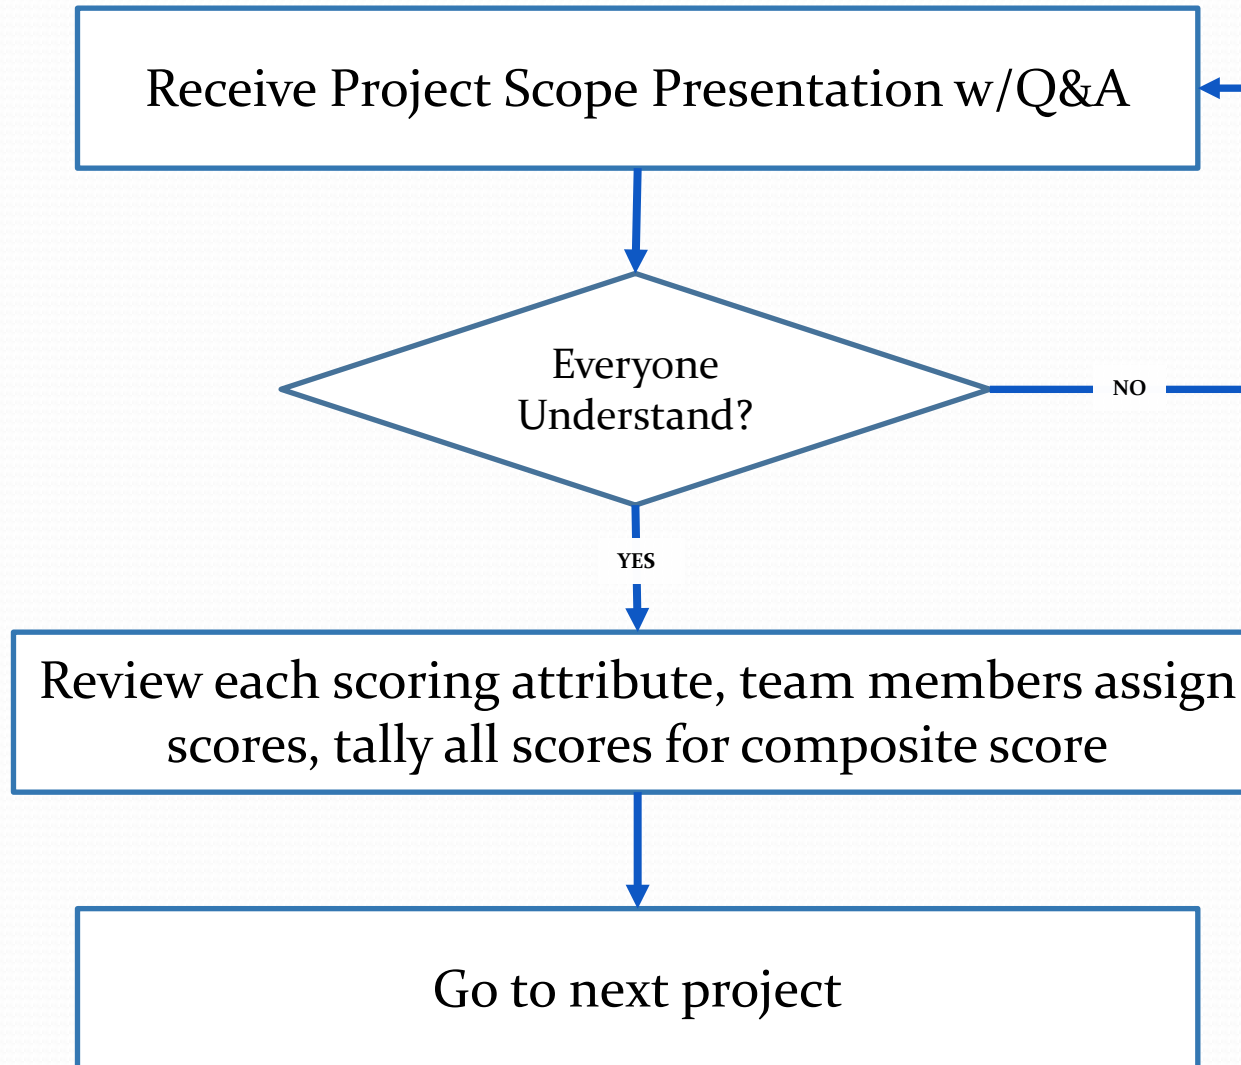 Receive Project Scope Presentation w/Q&A
Everyone
Understand?
NO
YES
Review each scoring attribute, team members assign
scores, tally all scores for composite score
Go to next project